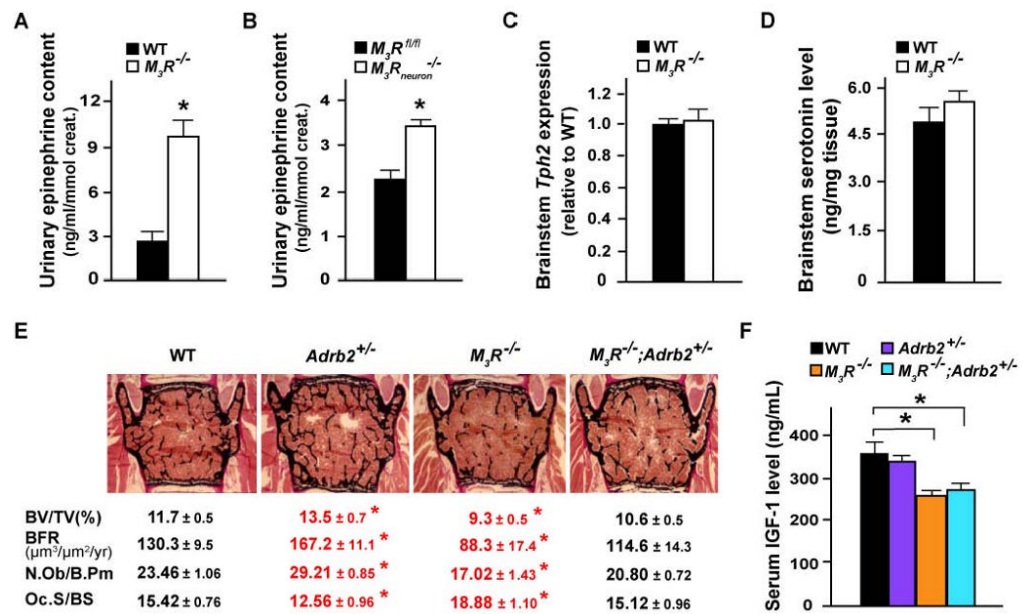 A
WT
M3R-/-
Urinary epinephrine content
(ng/ml/mmol creat.)
12
9
6
3
0
*
B
M3R fl/fl
M3Rneuron-/-
Urinary epinephrine content
(ng/ml/mmol creat.)
4
3
2
1
0
*
C
WT
M3R-/-
Brainstem Tph2 expression
(relative to WT)
1.2
1.0
0.8
0.6
0.4
0.2
0
D
WT
M3R-/-
Brainstem serotonin level
(ng/mg tissue)
6.0
4.5
3.0
1.5
0
E
WT Adrb2+/- M3R-/- M3R-/-;Adrb2+/-
BV/TV(%) 11.7 ± 0.5 13.5 ± 0.7 * 9.3 ± 0.5 * 10.6 ± 0.5
BFR 130.3 ± 9.5 167.2 ± 11.1 * 88.3 ± 17.4 * 114.6 ± 14.3
(μm³/μm²/yr)
N.Ob/B.Pm 23.46 ± 1.06 29.21 ± 0.85 * 17.02 ± 1.43 * 20.80 ± 0.72
Oc.S/BS 15.42 ± 0.76 12.56 ± 0.96 * 18.88 ± 1.10 * 15.12 ± 0.96
F
WT Adrb2+/-
M3R-/- M3R-/-;Adrb2+/-
Serum IGF-1 level (ng/mL)
400
300
200
100
0
*
*